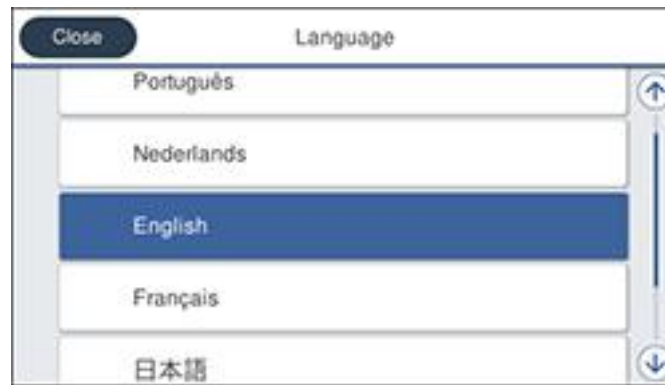 Close
Language
Português
Nederlands
English
Français
日本語